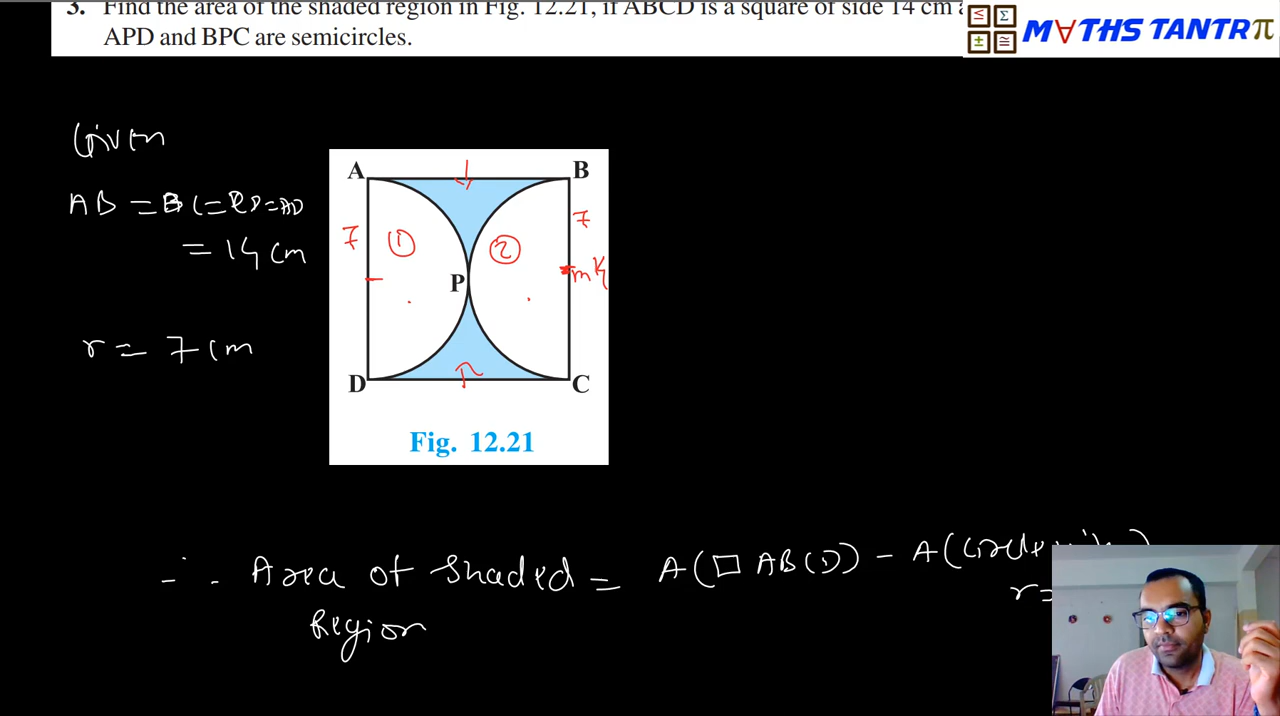 3. Find the area of the shaded region in Fig. 12.21, if ABCD is a square of side 14 cm
APD and BPC are semicircles.
MATHS TANTRπ
Given
AB = BC = CD = AD
= 14 cm
r = 7 cm
A B
7 7
① ②
P
D C
Fig. 12.21
∴ Area of Shaded = A(□ ABCD) - A(Circle
r =
Region